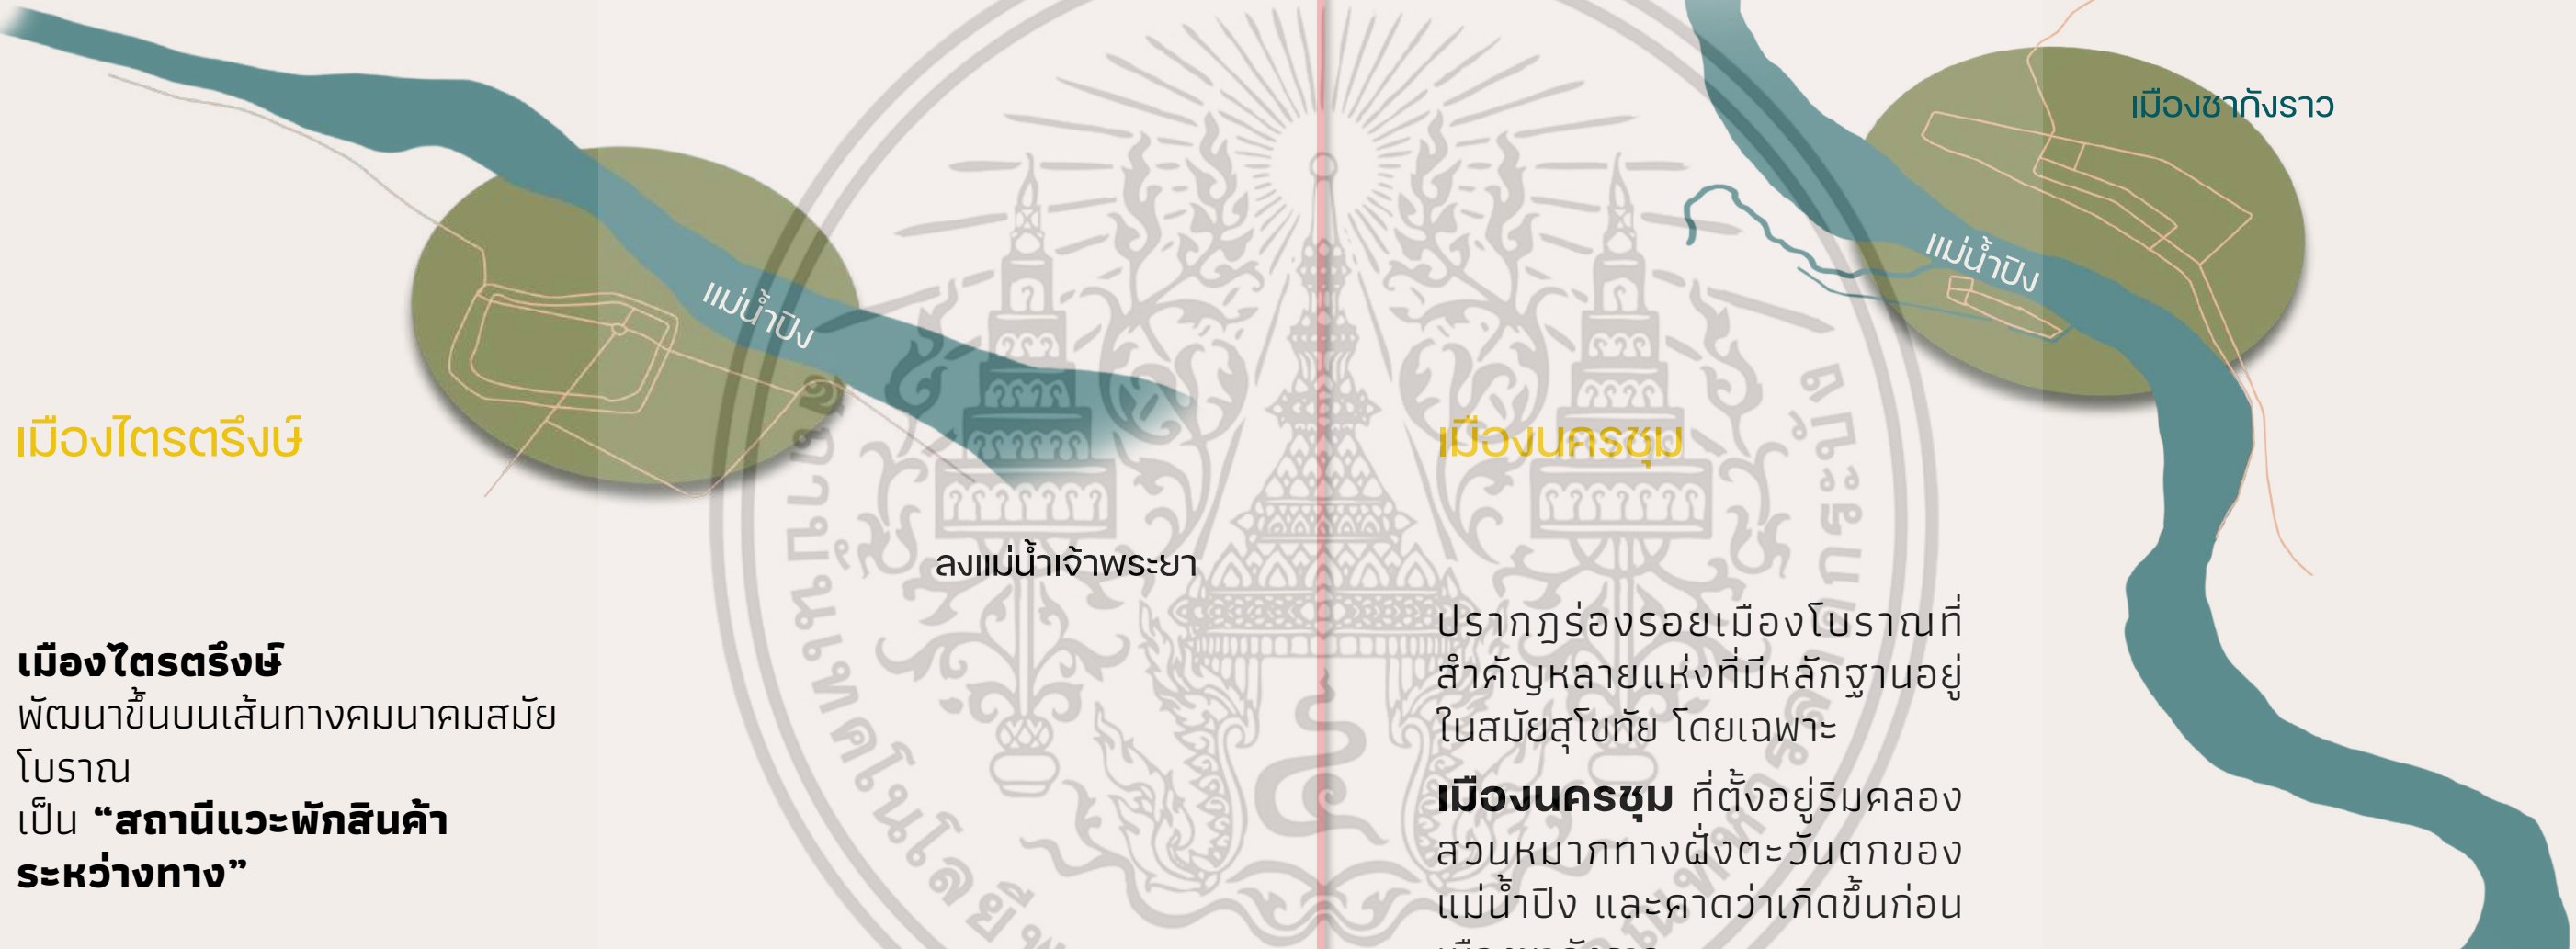 เมืองไตรตรึงษ์
แม่น้ำปิง
ลงแม่น้ำเจ้าพระยา
เมืองไตรตรึงษ์
พัฒนาขึ้นบนเส้นทางคมนาคมสมัย
โบราณ
เป็น “สถานีแวะพักสินค้า
ระหว่างทาง”
เมืองชากังราว
แม่น้ำปิง
เมืองนครชุม
ปรากฏร่องรอยเมืองโบราณที่
สำคัญหลายแห่งที่มีหลักฐานอยู่
ในสมัยสุโขทัย โดยเฉพาะ
เมืองนครชุม ที่ตั้งอยู่ริมคลอง
สวนหมากทางฝั่งตะวันตกของ
แม่น้ำปิง และคาดว่าเกิดขึ้นก่อน